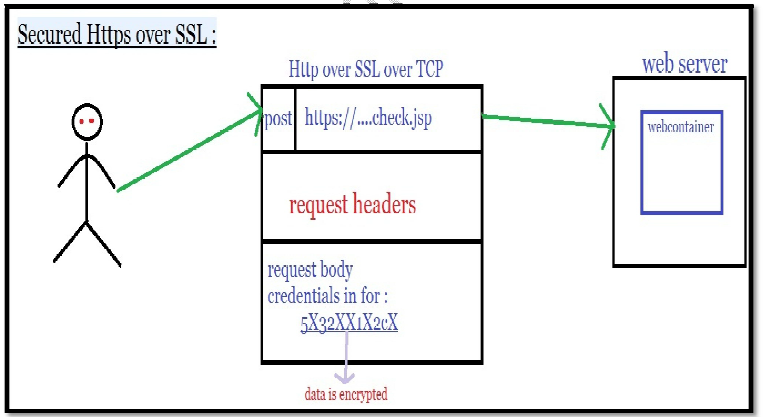 Secured Https over SSL :
Http over SSL over TCP
web server
post
https://....check.jsp
webcontainer
request headers
request body
credentials in for :
5X32XX1X2cX
data is encrypted